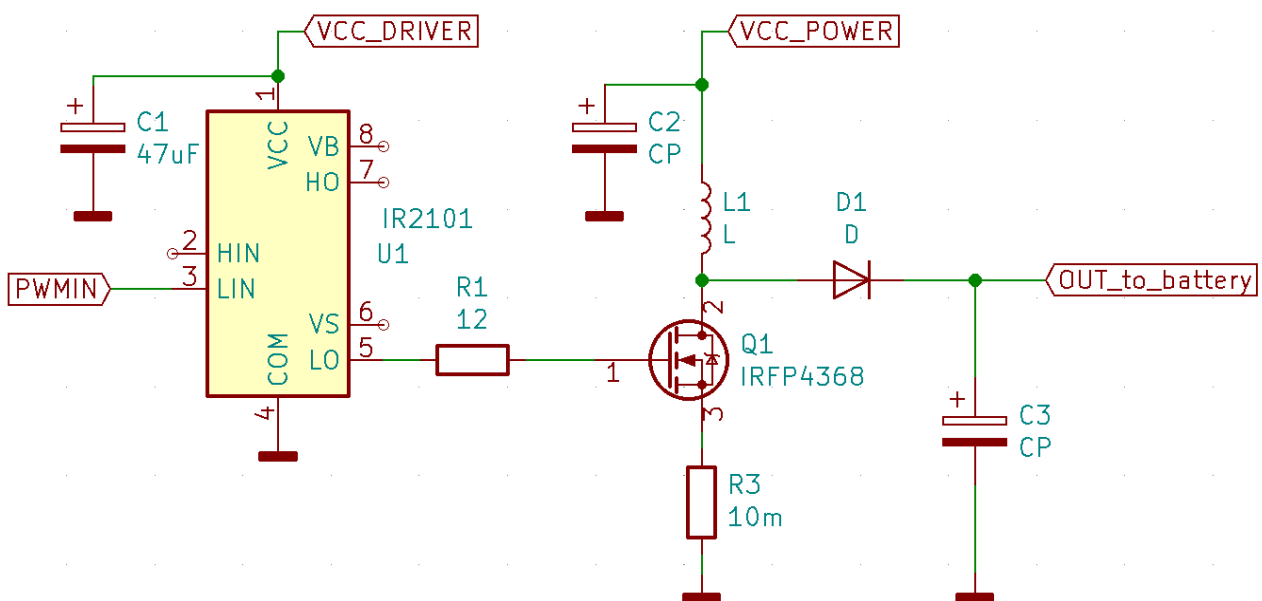 VCC_DRIVER
VCC_POWER
+
C1
47uF
1
VCC
VB
8
HO
7
IR2101
U1
2
HIN
PWMIN
3
LIN
VS
6
COM
LO
5
4
R1
12
+
C2
CP
L1
L
D1
D
OUT_to_battery
2
1
Q1
IRFP4368
3
R3
10m
+
C3
CP